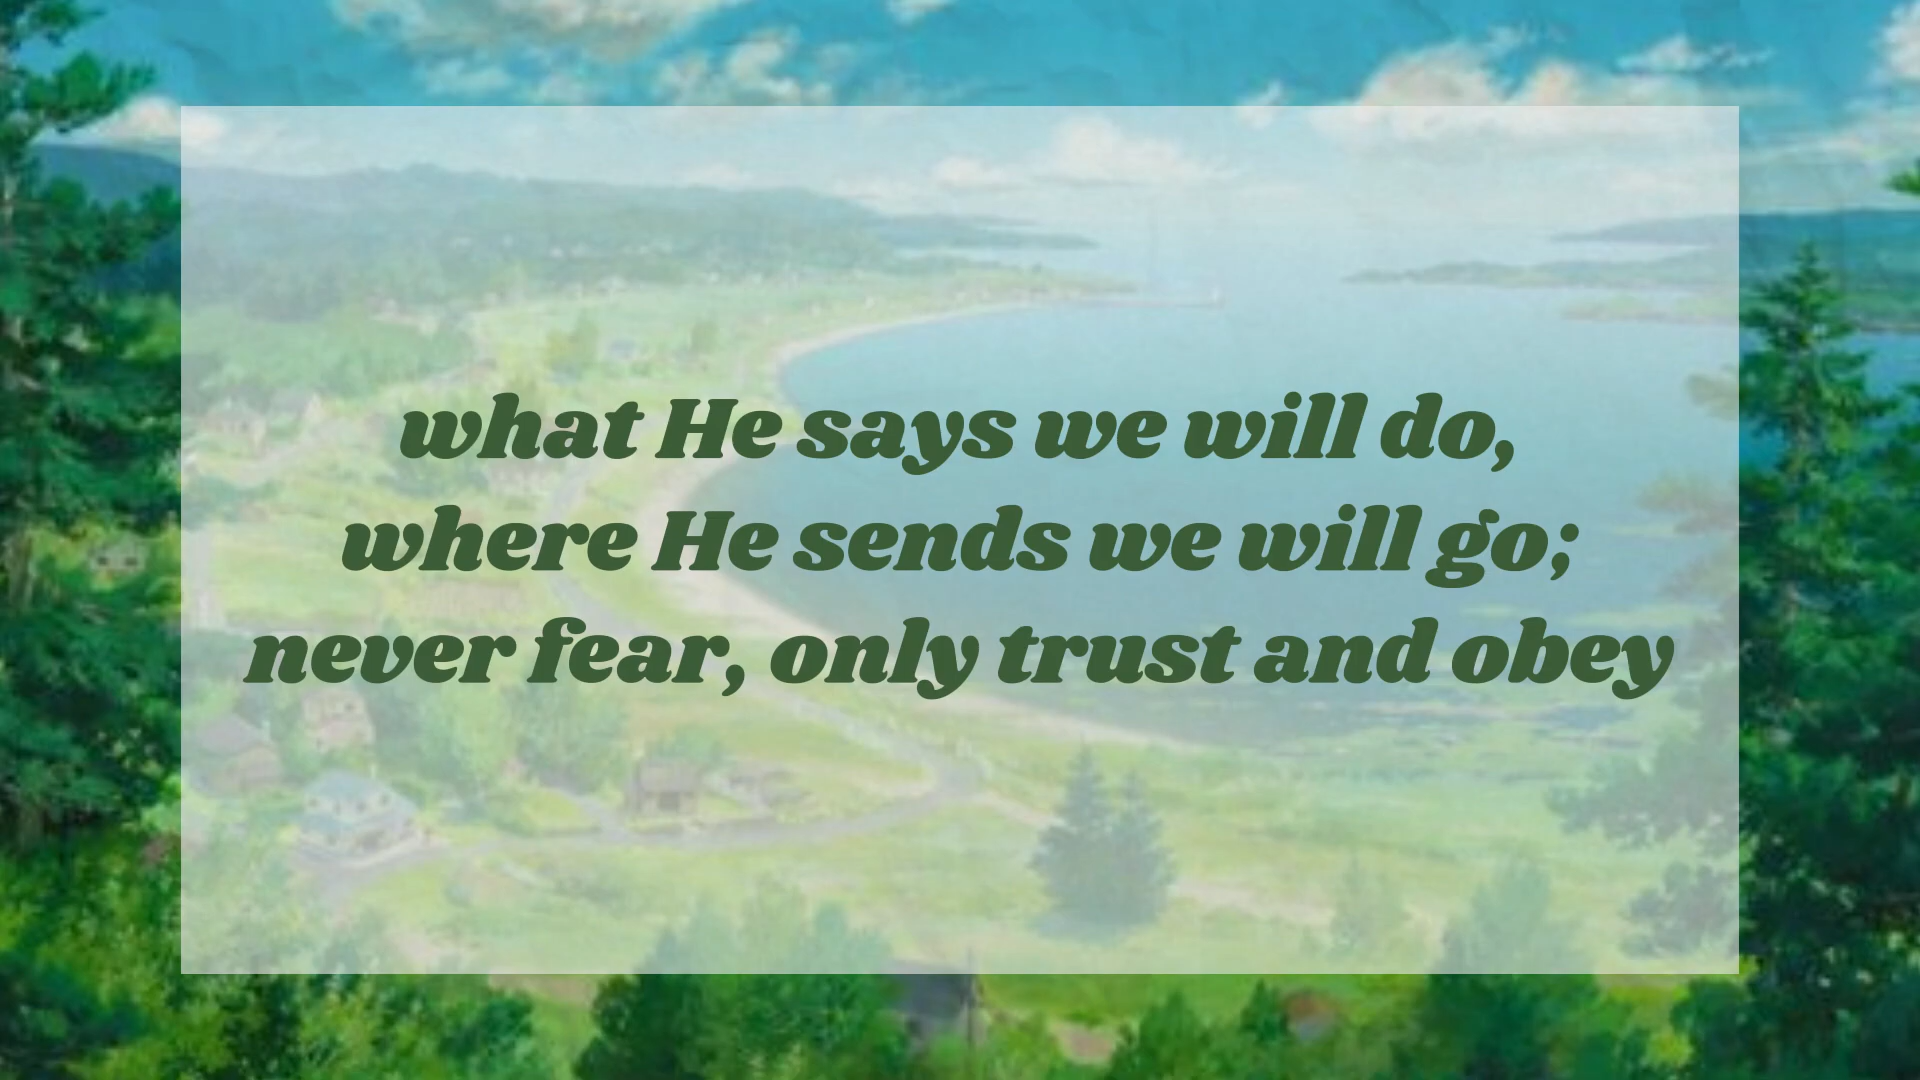 what He says we will do,
where He sends we will go;
never fear, only trust and obey